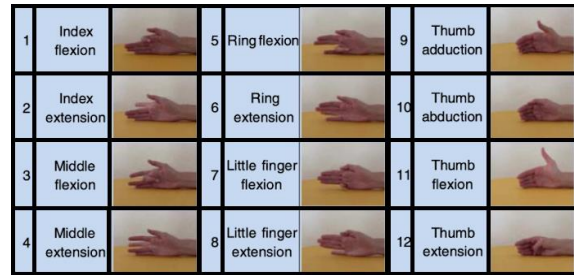 1 Index flexion
2 Index extension
3 Middle flexion
4 Middle extension
5 Ring flexion
6 Ring extension
7 Little finger flexion
8 Little finger extension
9 Thumb adduction
10 Thumb abduction
11 Thumb flexion
12 Thumb extension